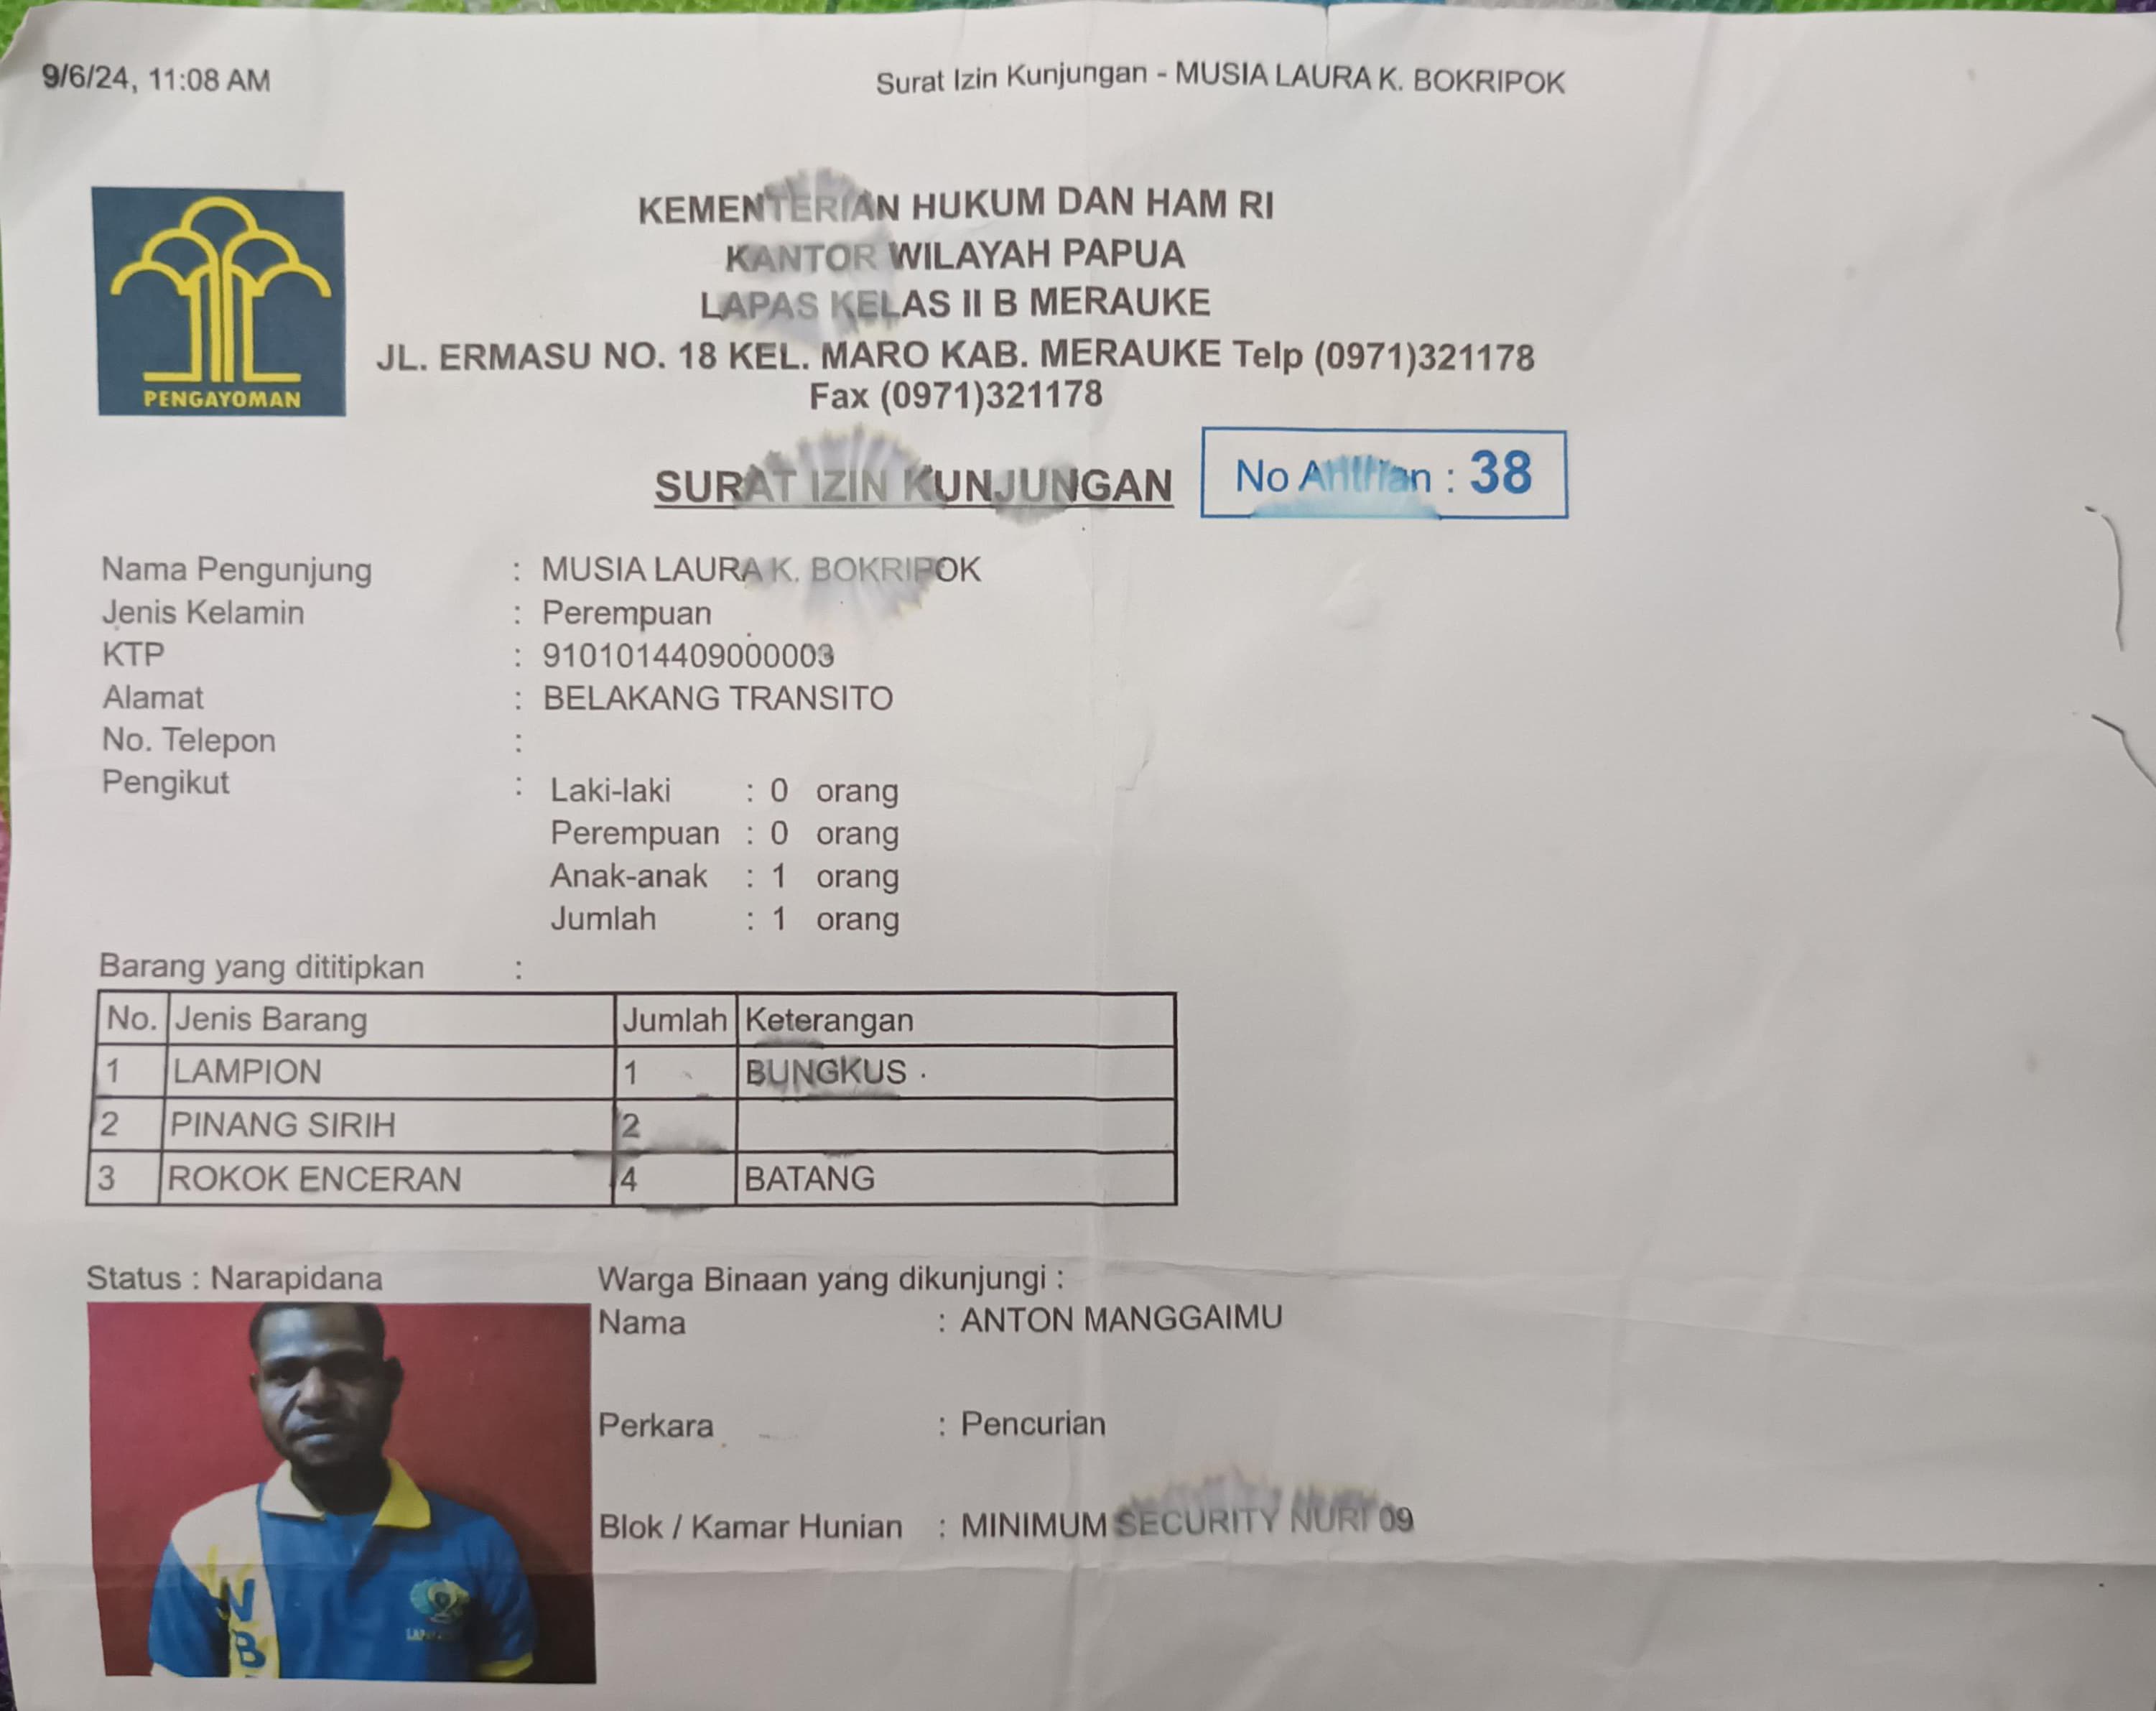 9/6/24, 11:08 AM
Surat Izin Kunjungan - MUSIA LAURA K. BOKRIPOK
PENGAYOMAN
KEMENTERIAN HUKUM DAN HAM RI
KANTOR WILAYAH PAPUA
LAPAS KELAS II B MERAUKE
JL. ERMASU NO. 18 KEL. MARO KAB. MERAUKE Telp (0971)321178
Fax (0971)321178
SURAT IZIN KUNJUNGAN
No Antrian : 38
Nama Pengunjung : MUSIA LAURA K. BOKRIPOK
Jenis Kelamin : Perempuan
KTP : 9101014409000003
Alamat : BELAKANG TRANSITO
No. Telepon :
Pengikut : Laki-laki : 0 orang
Perempuan : 0 orang
Anak-anak : 1 orang
Jumlah : 1 orang
Barang yang dititipkan :
No. Jenis Barang Jumlah Keterangan
1 LAMPION 1 BUNGKUS
2 PINANG SIRIH 2
3 ROKOK ENCERAN 4 BATANG
Status : Narapidana
Warga Binaan yang dikunjungi :
Nama : ANTON MANGGAIMU
Perkara : Pencurian
Blok / Kamar Hunian : MINIMUM SECURITY NURI 09
W
B